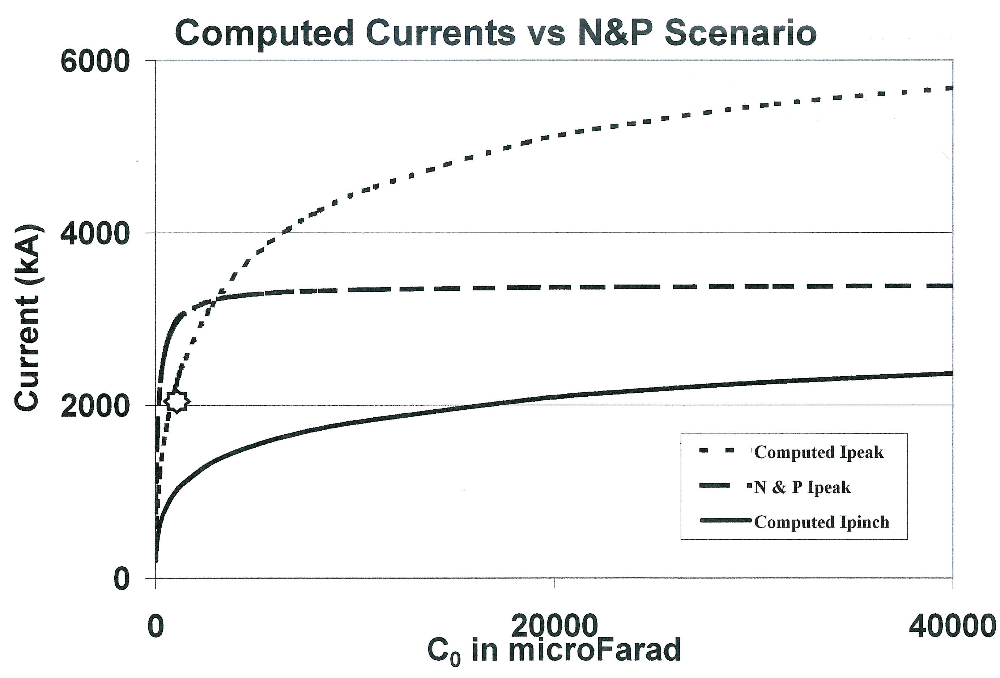 Computed Currents vs N&P Scenario
6000
4000
2000
0
Current (kA)
0
20000
40000
C₀ in microFarad
Computed Ipeak
N & P Ipeak
Computed Ipinch